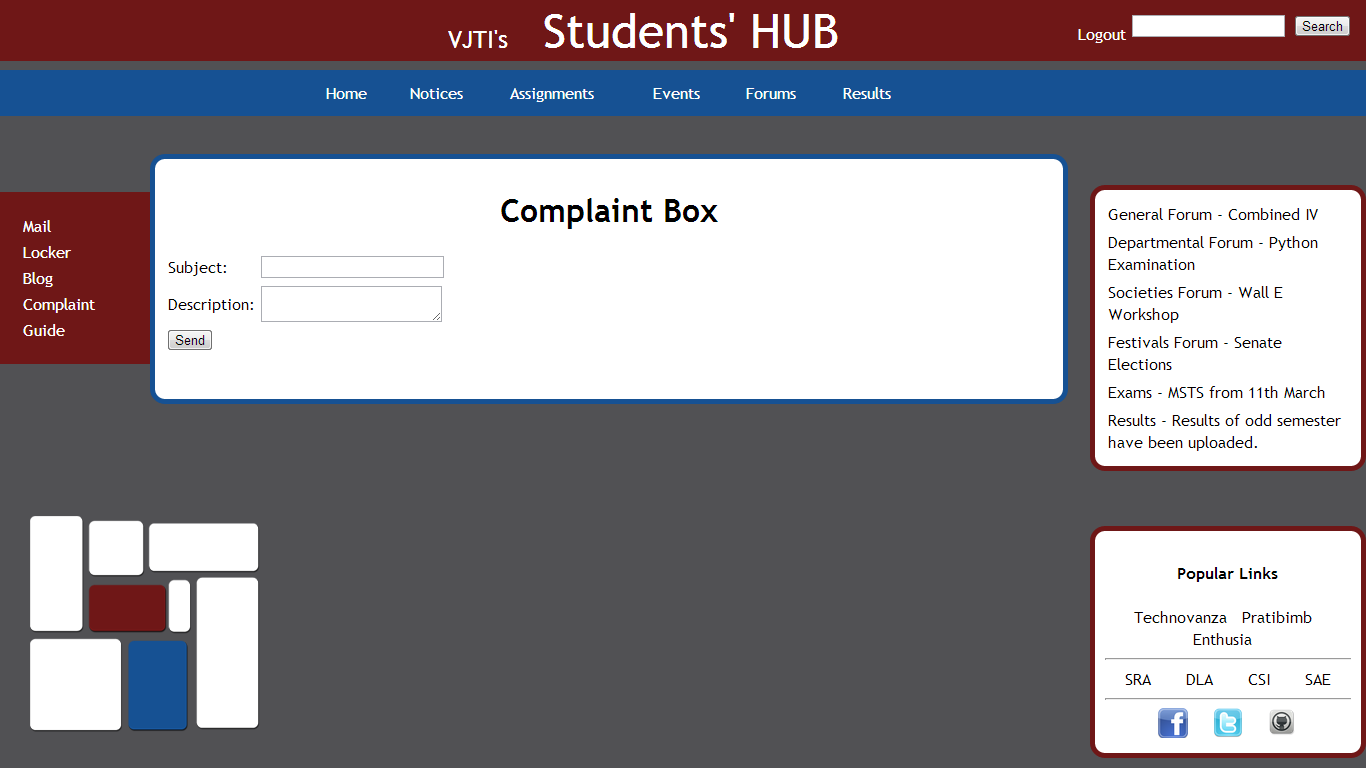 VJTI's Students' HUB
Logout Search
Home Notices Assignments Events Forums Results
Mail
Locker
Blog
Complaint
Guide
Complaint Box
Subject:
Description:
Send
General Forum - Combined IV
Departmental Forum - Python
Examination
Societies Forum - Wall E
Workshop
Festivals Forum - Senate
Elections
Exams - MSTS from 11th March
Results - Results of odd semester
have been uploaded.
Popular Links
Technovanza Pratibimb
Enthusia
SRA DLA CSI SAE